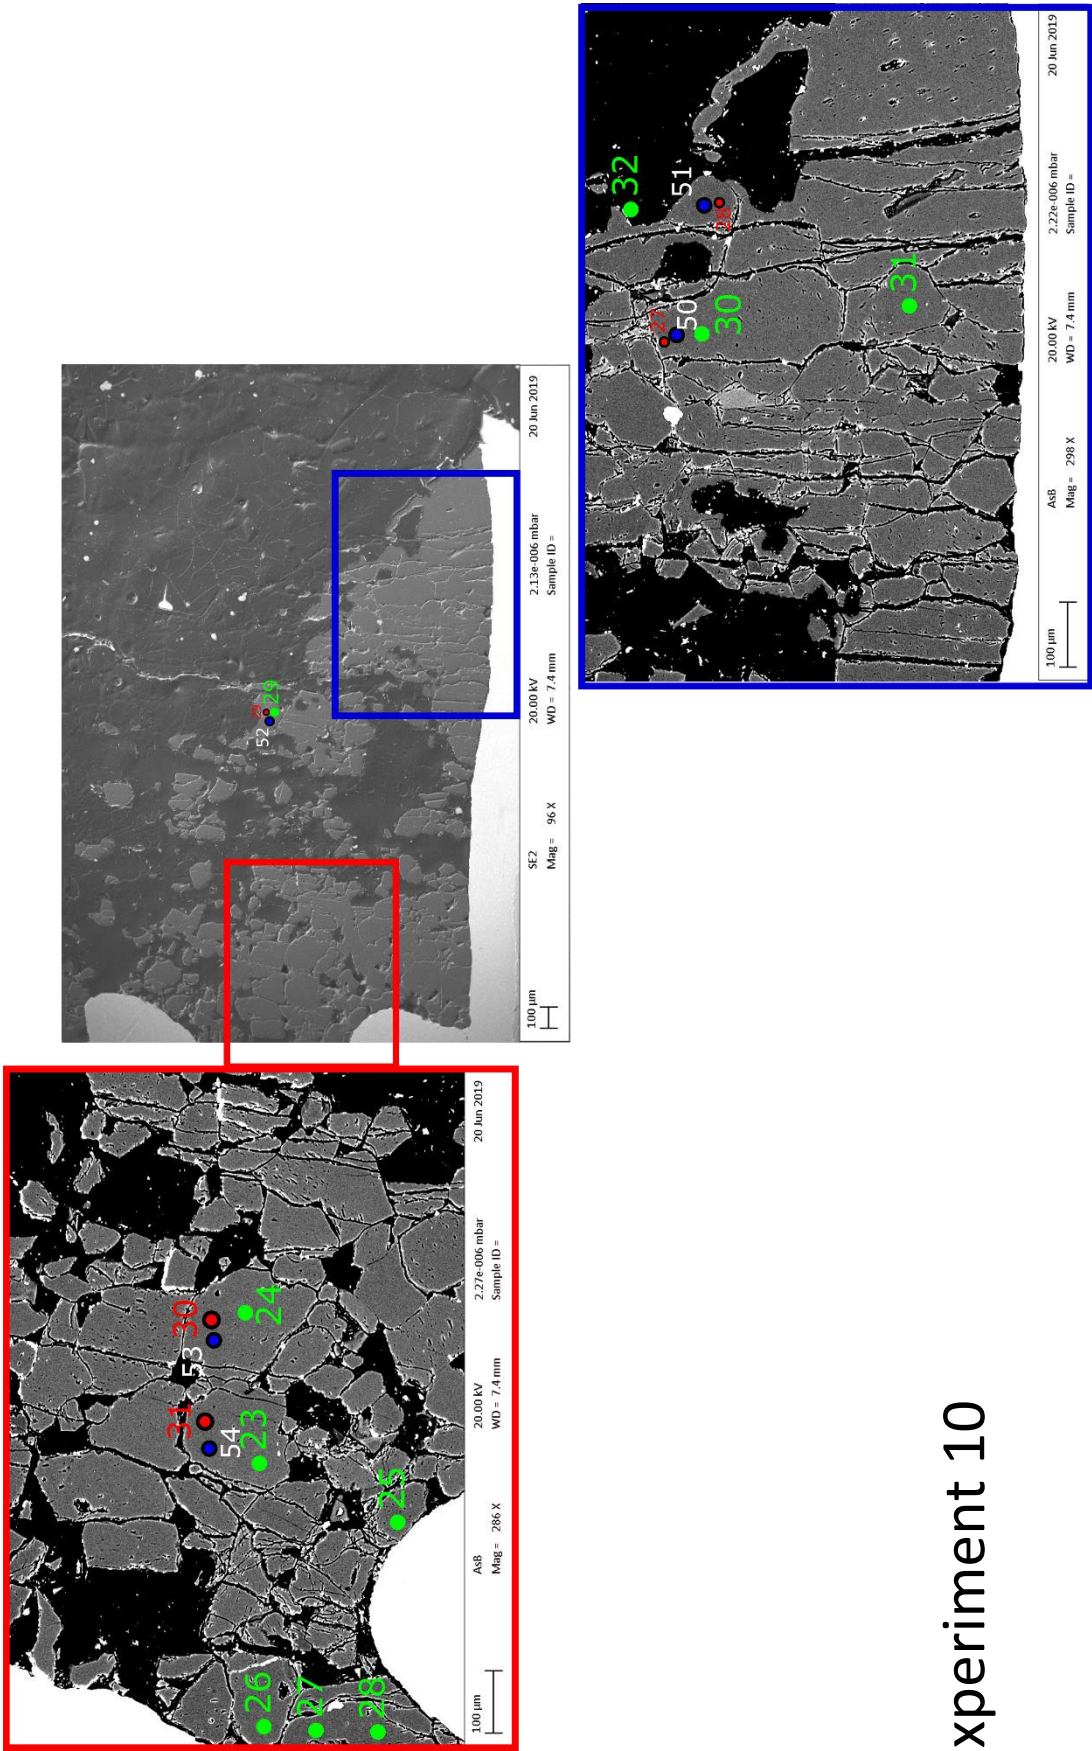 xperiment 10
26
27
28
25
31
54
23
53
30
24
100 µm
AsB
Mag = 286 X
20.00 kV
WD = 7.4 mm
2.27e-006 mbar
Sample ID =
20 Jun 2019
52
29
29
100 µm
SE2
Mag = 96 X
20.00 kV
WD = 7.4 mm
2.13e-006 mbar
Sample ID =
20 Jun 2019
27
50
30
31
32
51
28
100 µm
AsB
Mag = 298 X
20.00 kV
WD = 7.4 mm
2.22e-006 mbar
Sample ID =
20 Jun 2019